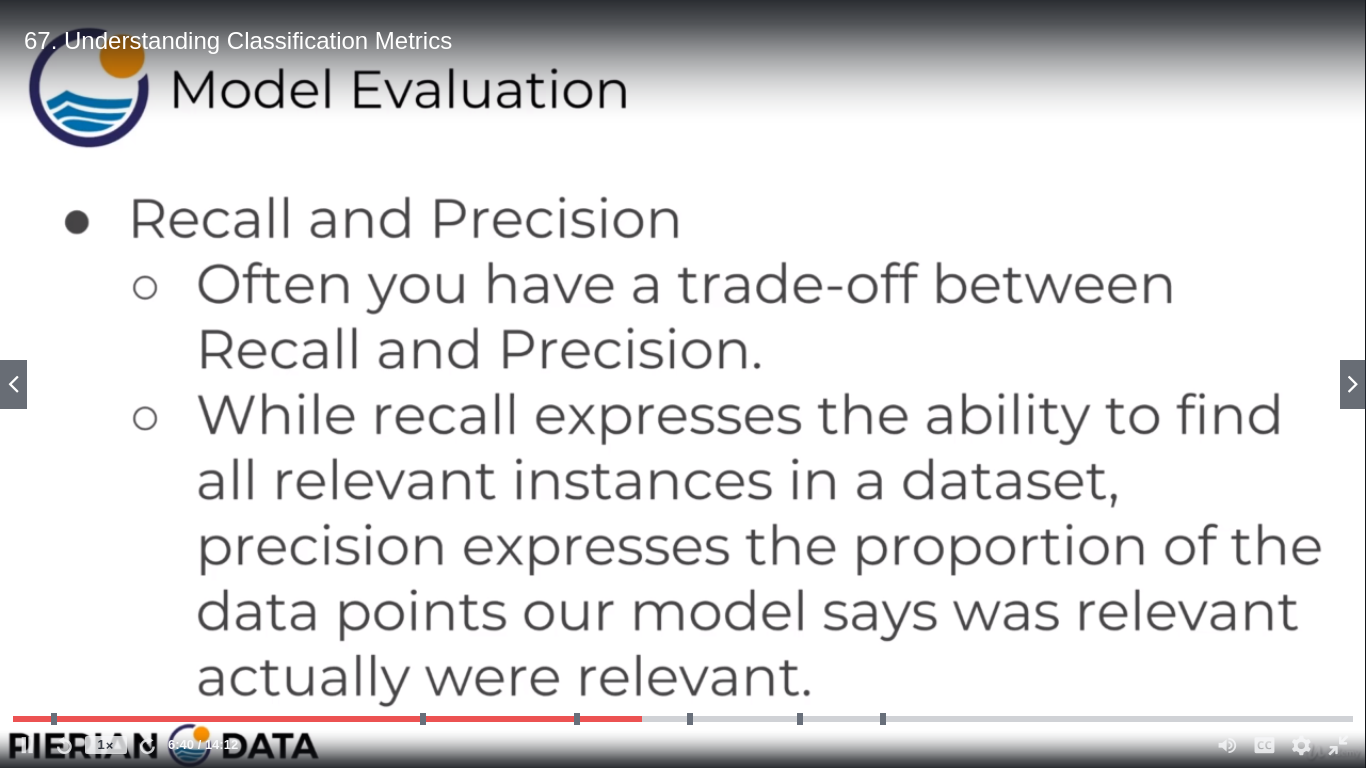 67. Understanding Classification Metrics
Model Evaluation
● Recall and Precision
○ Often you have a trade-off between
Recall and Precision.
○ While recall expresses the ability to find
all relevant instances in a dataset,
precision expresses the proportion of the
data points our model says was relevant
actually were relevant.
PIERIAN DATA
1×
6:40 / 14:12
CC